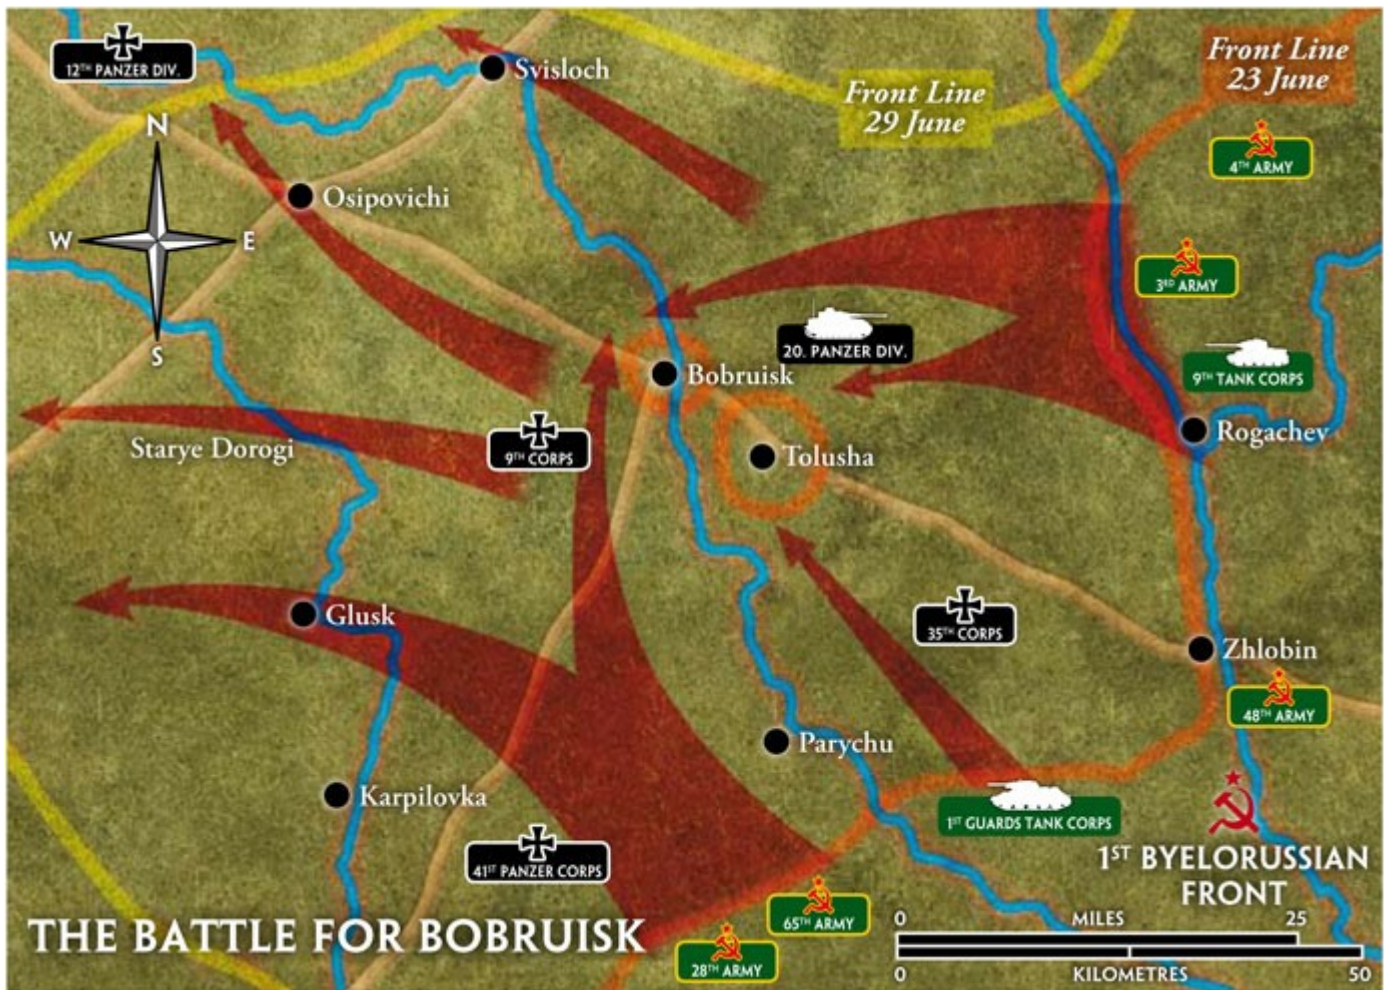 12TH PANZER DIV.
Svisloch
Front Line
29 June
Front Line
23 June
4TH ARMY
N
W
E
S
Osipovichi
3RD ARMY
20. PANZER DIV.
9TH TANK CORPS
Bobruisk
Rogachev
Starye Dorogi
9TH CORPS
Tolusha
Glusk
35TH CORPS
Zhlobin
48TH ARMY
Parychu
Karpilovka
1ST GUARDS TANK CORPS
41ST PANZER CORPS
1ST BYELORUSSIAN
FRONT
65TH ARMY
28TH ARMY
THE BATTLE FOR BOBRUISK
0 MILES 25
0 KILOMETRES 50